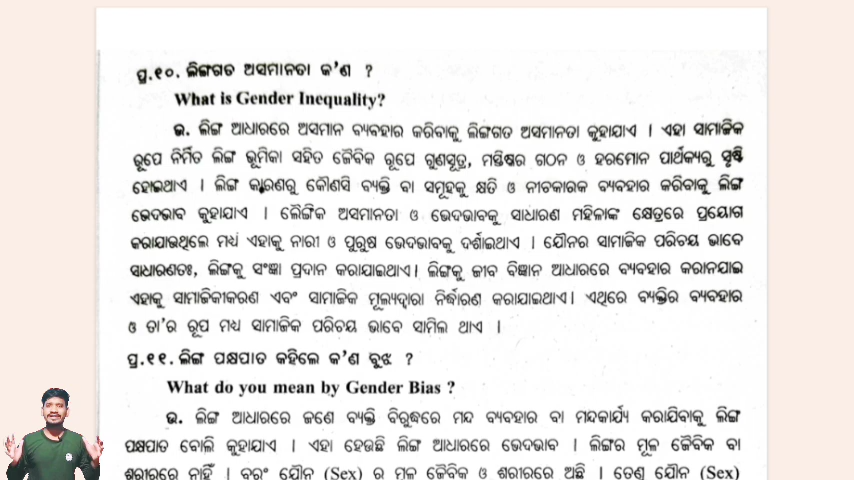 ପ୍ର.୧୦. ଲିଙ୍ଗଗତ ଅସମାନତା କ'ଣ ?
What is Gender Inequality?
ଉ. ଲିଙ୍ଗ ଆଧାରରେ ଅସମାନ ବ୍ୟବହାର କରିବାକୁ ଲିଙ୍ଗଗତ ଅସମାନତା କୁହାଯାଏ । ଏହା ସାମାଜିକ
ରୂପେ ନିର୍ମିତ ଲିଙ୍ଗ ଭୂମିକା ସହିତ ଜୈବିକ ରୂପେ ଗୁଣସୂତ୍ର, ମସ୍ତିଷ୍କର ଗଠନ ଓ ହରମୋନ ପାର୍ଥକ୍ୟରୁ ସୃଷ୍ଟି
ହୋଇଥାଏ । ଲିଙ୍ଗ କାରଣରୁ କୌଣସି ବ୍ୟକ୍ତି ବା ସମୂହକୁ କ୍ଷତି ଓ ନୀଚକାରକ ବ୍ୟବହାର କରିବାକୁ ଲିଙ୍ଗ
ଭେଦଭାବ କୁହାଯାଏ । ଲୈଙ୍ଗିକ ଅସମାନତା ଓ ଭେଦଭାବକୁ ସାଧାରଣ ମହିଳାଙ୍କ କ୍ଷେତ୍ରରେ ପ୍ରୟୋଗ
କରାଯାଉଥିଲେ ମଧ୍ୟ ଏହାକୁ ନାରୀ ଓ ପୁରୁଷ ଭେଦଭାବକୁ ଦର୍ଶାଇଥାଏ । ଯୌନର ସାମାଜିକ ପରିଚୟ ଭାବେ
ସାଧାରଣତଃ, ଲିଙ୍ଗକୁ ସଂଜ୍ଞା ପ୍ରଦାନ କରାଯାଇଥାଏ। ଲିଙ୍ଗକୁ ଜୀବ ବିଜ୍ଞାନ ଆଧାରରେ ବ୍ୟବହାର କରାନଯାଇ
ଏହାକୁ ସାମାଜିକୀକରଣ ଏବଂ ସାମାଜିକ ମୂଲ୍ୟଦ୍ୱାରା ନିର୍ଦ୍ଧାରଣ କରାଯାଇଥାଏ। ଏଥିରେ ବ୍ୟକ୍ତିର ବ୍ୟବହାର
ଓ ତା'ର ରୂପ ମଧ୍ୟ ସାମାଜିକ ପରିଚୟ ଭାବେ ସାମିଲ ଥାଏ ।
ପ୍ର.୧୧. ଲିଙ୍ଗ ପକ୍ଷପାତ କହିଲେ କ'ଣ ବୁଝ ?
What do you mean by Gender Bias ?
ଉ. ଲିଙ୍ଗ ଆଧାରରେ ଜଣେ ବ୍ୟକ୍ତି ବିରୁଦ୍ଧରେ ମନ୍ଦ ବ୍ୟବହାର ବା ମନ୍ଦକାର୍ଯ୍ୟ କରାଯିବାକୁ ଲିଙ୍ଗ
ପକ୍ଷପାତ ବୋଲି କୁହାଯାଏ । ଏହା ହେଉଛି ଲିଙ୍ଗ ଆଧାରରେ ଭେଦଭାବ । ଲିଙ୍ଗର ମୂଳ ଜୈବିକ ବା
ଶରୀରରେ ନାହିଁ । ବରଂ ଯୌନ (Sex) ର ମୂଳ ଜୈବିକ ଓ ଶରୀରରେ ଅଛି । ତେଣୁ ଯୌନ (Sex)